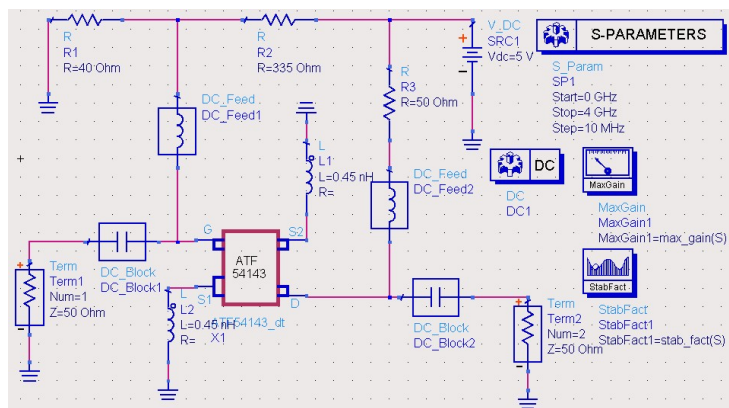 R
R1
R=40 Ohm
R
R2
R=335 Ohm
V_DC
SRC1
Vdc=5 V
S-PARAMETERS
S_Param
SP1
Start=0 GHz
Stop=4 GHz
Step=10 MHz
DC_Feed
DC_Feed1
R
R3
R=50 Ohm
L
L1
L=0.45 nH
R=
DC_Feed
DC_Feed2
DC
DC
DC1
MaxGain
MaxGain
MaxGain1
MaxGain1=max_gain(S)
G
S2
ATF
54143
S1
D
Term
Term1
Num=1
Z=50 Ohm
DC_Block
DC_Block1
L
L2
L=0.45 nH
R=
ATF54143_dt
X1
DC_Block
DC_Block2
Term
Term2
Num=2
Z=50 Ohm
StabFact
StabFact
StabFact1
StabFact1=stab_fact(S)